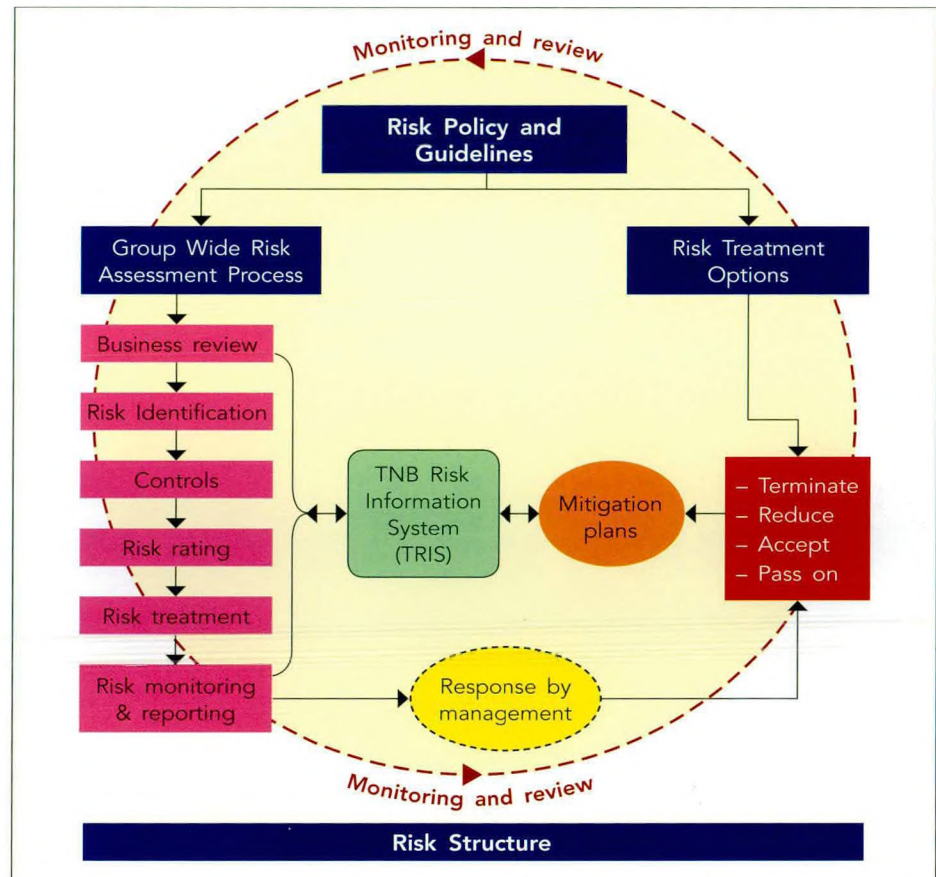 Monitoring and review
Risk Policy and
Guidelines
Group Wide Risk
Assessment Process
Risk Treatment
Options
Business review
Risk Identification
Controls
Risk rating
Risk treatment
Risk monitoring
& reporting
TNB Risk
Information
System
(TRIS)
Mitigation
plans
– Terminate
– Reduce
– Accept
– Pass on
Response by
management
Monitoring and review
Risk Structure